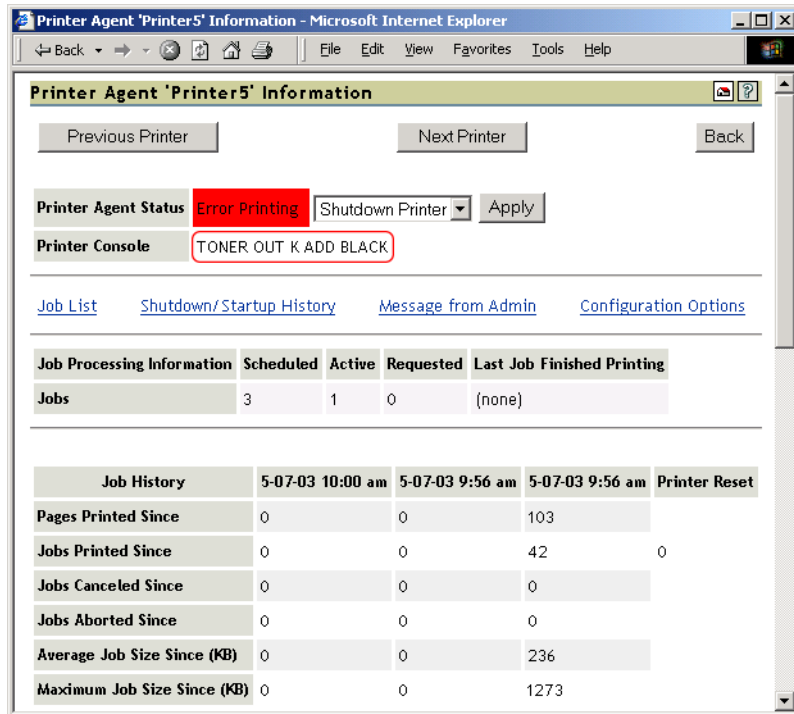 Printer Agent 'Printer5' Information - Microsoft Internet Explorer
Back File Edit View Favorites Tools Help
Printer Agent 'Printer5' Information ?
Previous Printer Next Printer Back
Printer Agent Status Error Printing Shutdown Printer Apply
Printer Console TONER OUT K ADD BLACK
Job List Shutdown/Startup History Message from Admin Configuration Options
Job Processing Information Scheduled Active Requested Last Job Finished Printing
Jobs 3 1 0 (none)
Job History 5-07-03 10:00 am 5-07-03 9:56 am 5-07-03 9:56 am Printer Reset
Pages Printed Since 0 0 103
Jobs Printed Since 0 0 42 0
Jobs Canceled Since 0 0 0
Jobs Aborted Since 0 0 0
Average Job Size Since (KB) 0 0 236
Maximum Job Size Since (KB) 0 0 1273